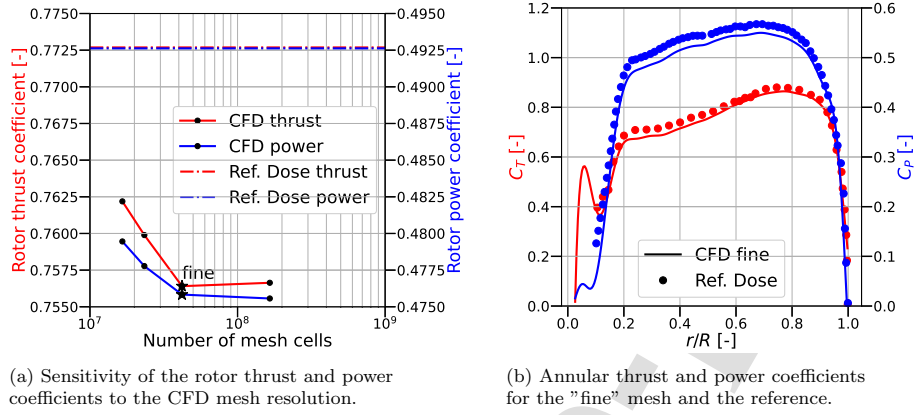 0.7750
0.7725
0.7700
0.7675
0.7650
0.7625
0.7600
0.7575
0.7550
Rotor thrust coefficient [-]
0.4950
0.4925
0.4900
0.4875
0.4850
0.4825
0.4800
0.4775
0.4750
Rotor power coefficient [-]
CFD thrust
CFD power
Ref. Dose thrust
Ref. Dose power
fine
10⁷
10⁸
10⁹
Number of mesh cells
(a) Sensitivity of the rotor thrust and power
coefficients to the CFD mesh resolution.
1.2
1.0
0.8
0.6
0.4
0.2
0.0
C_T [-]
0.6
0.5
0.4
0.3
0.2
0.1
0.0
C_P [-]
CFD fine
Ref. Dose
0.0
0.2
0.4
0.6
0.8
1.0
r/R [-]
(b) Annular thrust and power coefficients
for the "fine" mesh and the reference.